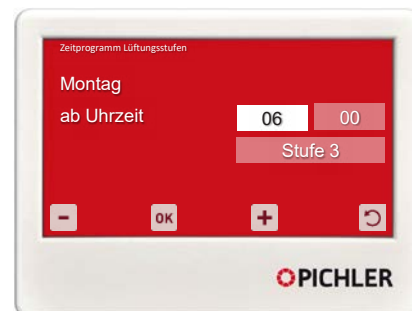 Zeitprogramm Lüftungsstufen
Montag
ab Uhrzeit 06 00
Stufe 3
- OK +
PICHLER